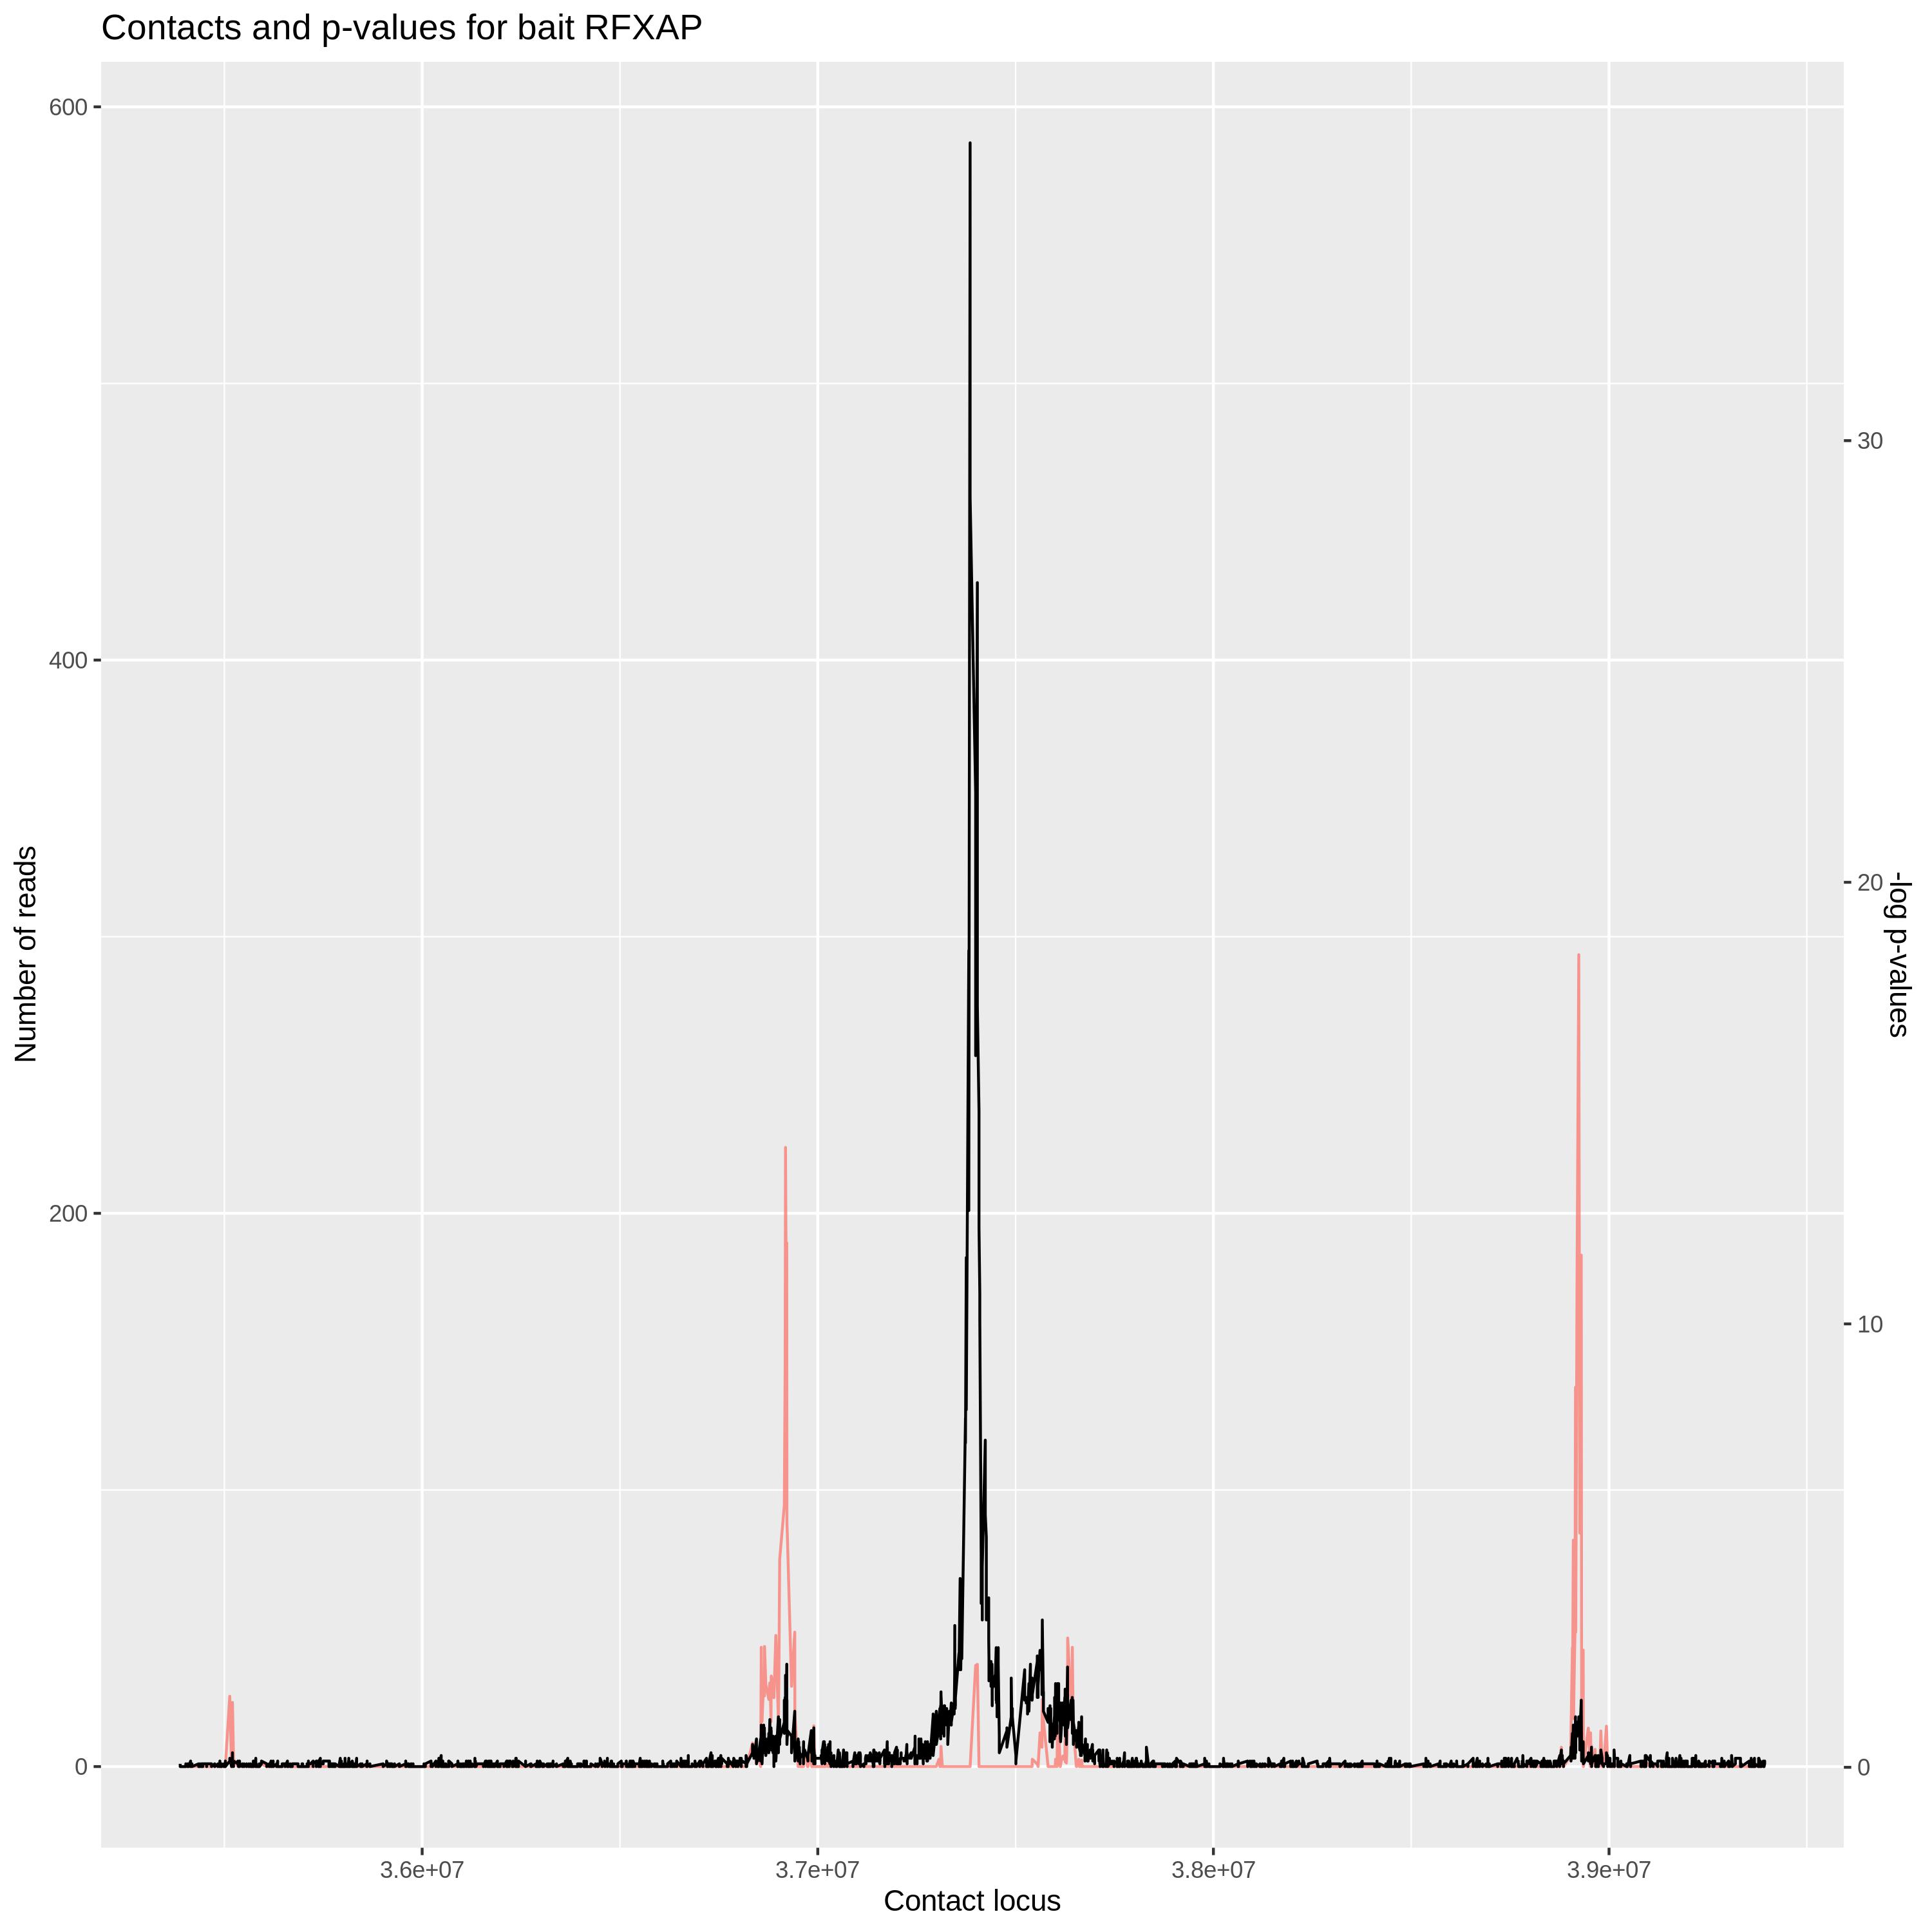 Contacts and p-values for bait RFXAP
600
400
200
0
Number of reads
30
20
10
0
-log p-values
3.6e+07
3.7e+07
3.8e+07
3.9e+07
Contact locus